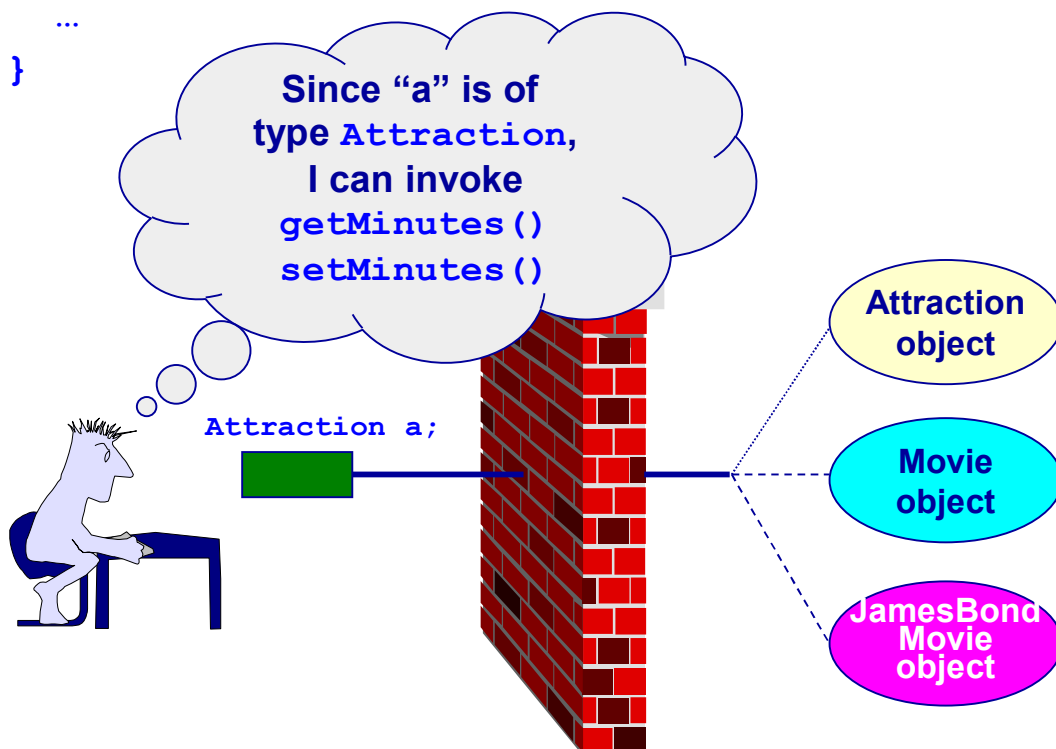 …
}
Since “a” is of
type Attraction,
I can invoke
getMinutes()
setMinutes()
Attraction a;
Attraction
object
Movie
object
JamesBond
Movie
object